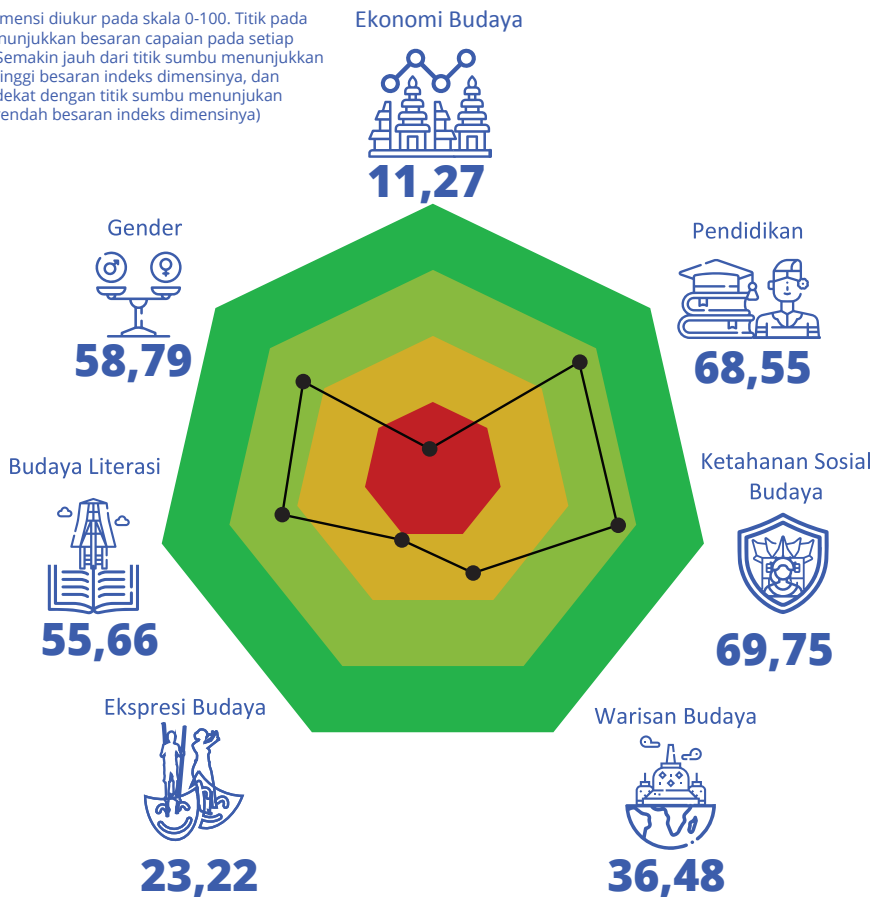 mensi diukur pada skala 0-100. Titik pada
nunjukkan besaran capaian pada setiap
Semakin jauh dari titik sumbu menunjukkan
inggi besaran indeks dimensinya, dan
dekat dengan titik sumbu menunjukan
rendah besaran indeks dimensinya)
Ekonomi Budaya
11,27
Gender
58,79
Pendidikan
68,55
Budaya Literasi
55,66
Ketahanan Sosial
Budaya
69,75
Ekspresi Budaya
23,22
Warisan Budaya
36,48